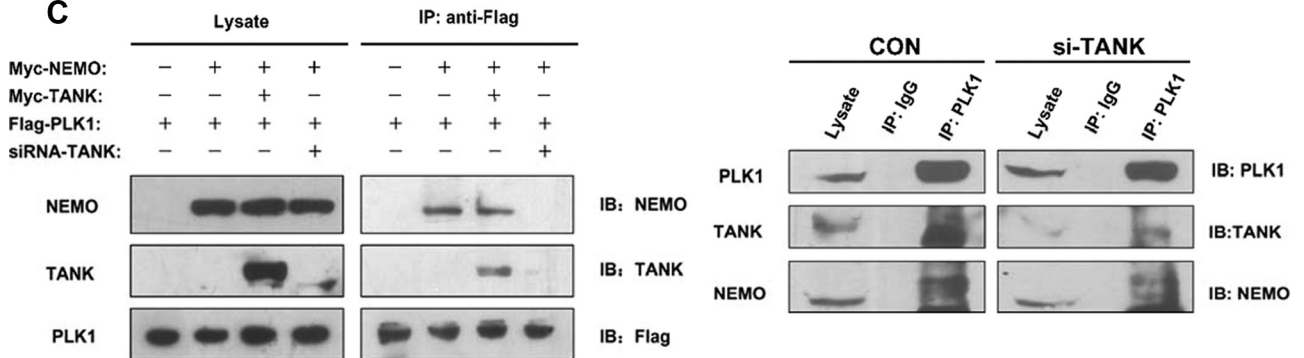 C
Lysate
IP: anti-Flag
Myc-NEMO: − + + + − + + +
Myc-TANK: − − + − − − + −
Flag-PLK1: + + + + + + + +
siRNA-TANK: − − − + − − − +
NEMO
IB: NEMO
TANK
IB: TANK
PLK1
IB: Flag
CON
si-TANK
Lysate
IP: IgG
IP: PLK1
Lysate
IP: IgG
IP: PLK1
PLK1
IB: PLK1
TANK
IB:TANK
NEMO
IB: NEMO